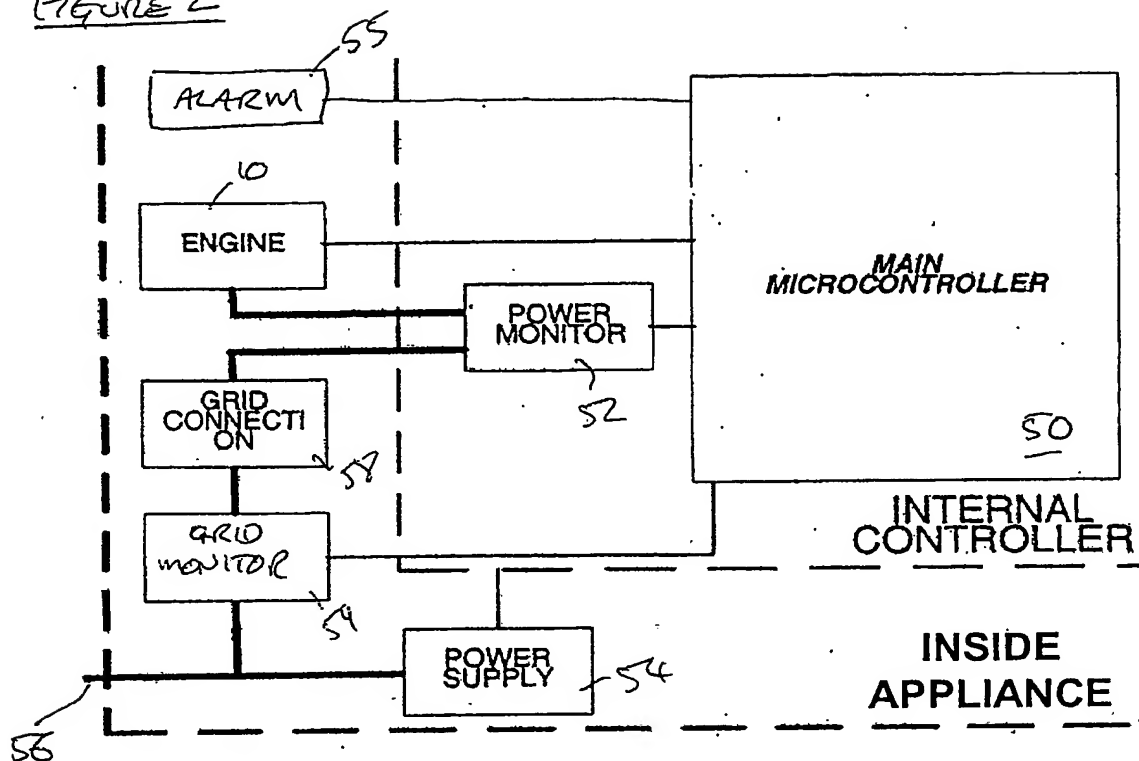 FIGURE 2
55
ALARM
10
ENGINE
MAIN
MICROCONTROLLER
POWER
MONITOR
52
GRID
CONNECTI
ON
58
50
GRID
MONITOR
59
INTERNAL
CONTROLLER
POWER
SUPPLY
54
INSIDE
APPLIANCE
56